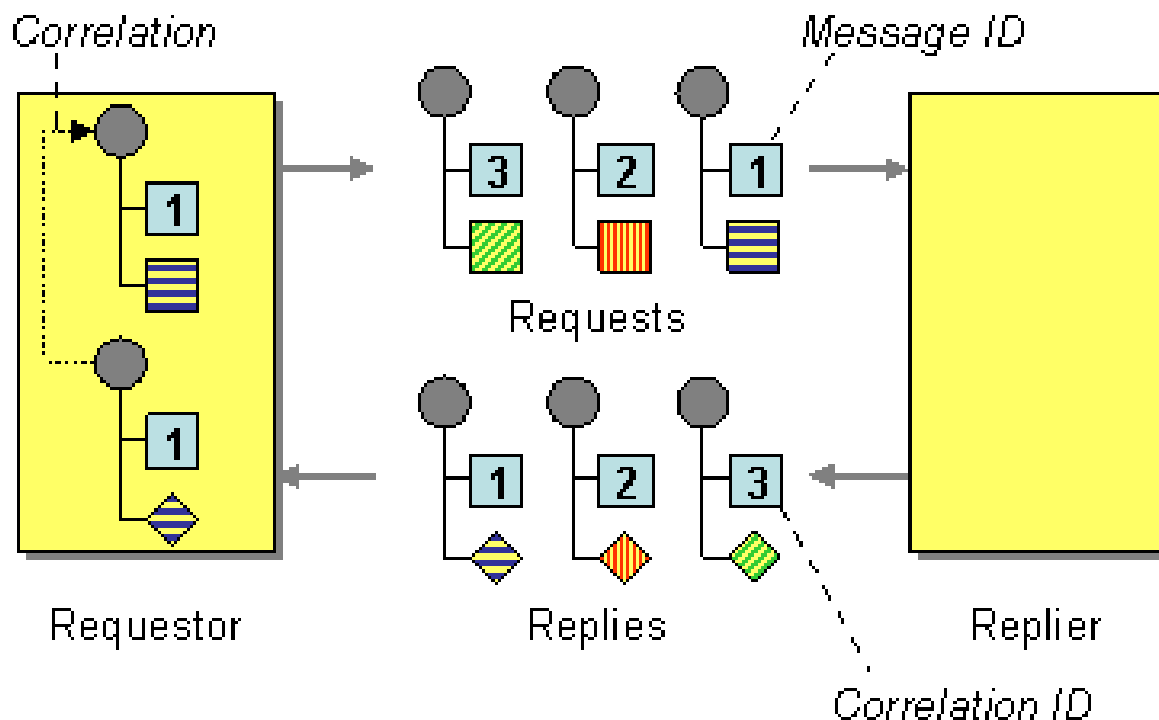 Correlation
Message ID
3 2 1
1
Requests
1
1 2 3
Requestor
Replies
Replier
Correlation ID